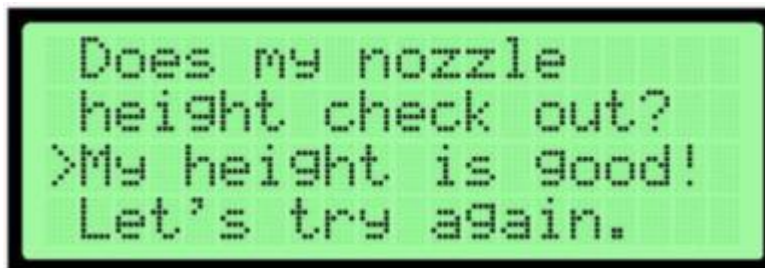 Does my nozzle
height check out?
>My height is good!
Let's try again.